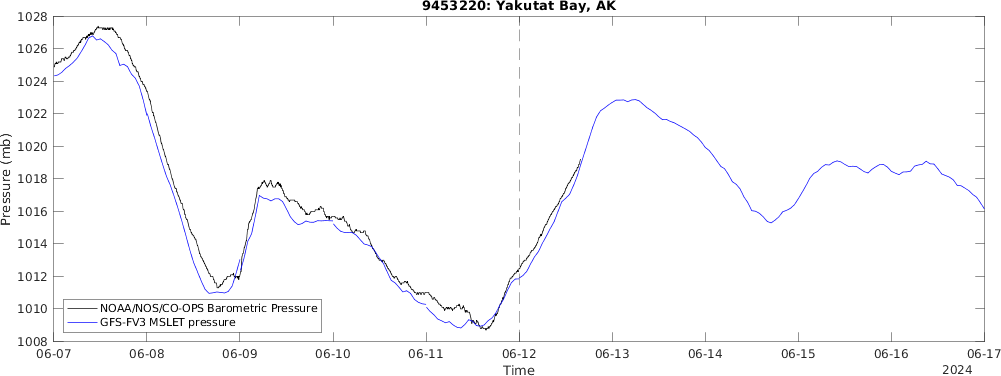 9453220: Yakutat Bay, AK
Pressure (mb)
1028
1026
1024
1022
1020
1018
1016
1014
1012
1010
1008
NOAA/NOS/CO-OPS Barometric Pressure
GFS-FV3 MSLET pressure
06-07 06-08 06-09 06-10 06-11 06-12 06-13 06-14 06-15 06-16 06-17
Time
2024